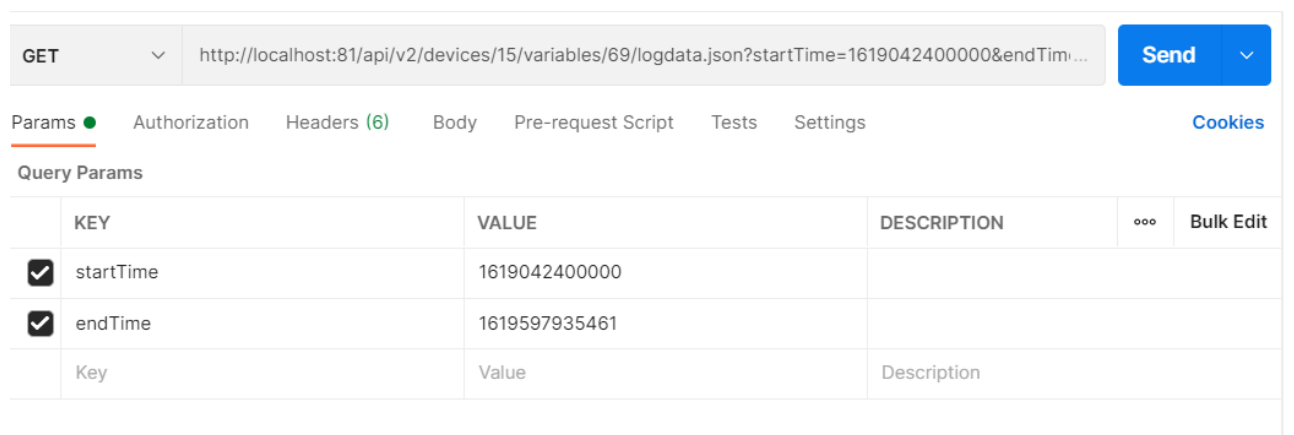 GET http://localhost:81/api/v2/devices/15/variables/69/logdata.json?startTime=1619042400000&endTim... Send
Params Authorization Headers (6) Body Pre-request Script Tests Settings Cookies
Query Params
KEY VALUE DESCRIPTION ooo Bulk Edit
startTime 1619042400000
endTime 1619597935461
Key Value Description